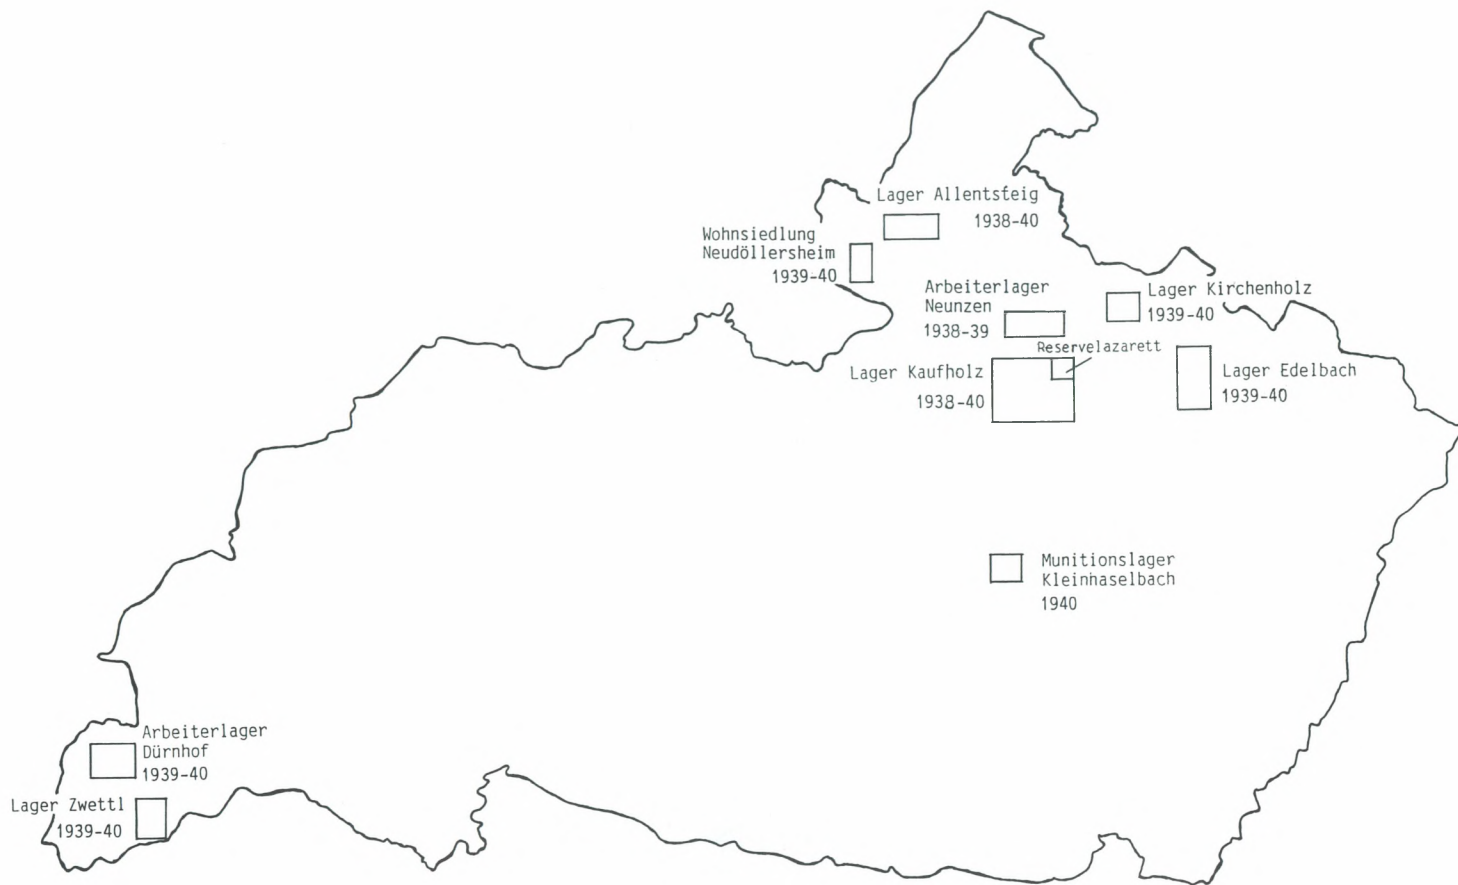 Lager Allentsteig
1938-40
Wohnsiedlung
Neudöllersheim
1939-40
Arbeiterlager
Neunzen
1938-39
Lager Kirchenholz
1939-40
Reservelazarett
Lager Kaufholz
1938-40
Lager Edelbach
1939-40
Munitionslager
Kleinhaselbach
1940
Arbeiterlager
Dürnhof
1939-40
Lager Zwettl
1939-40